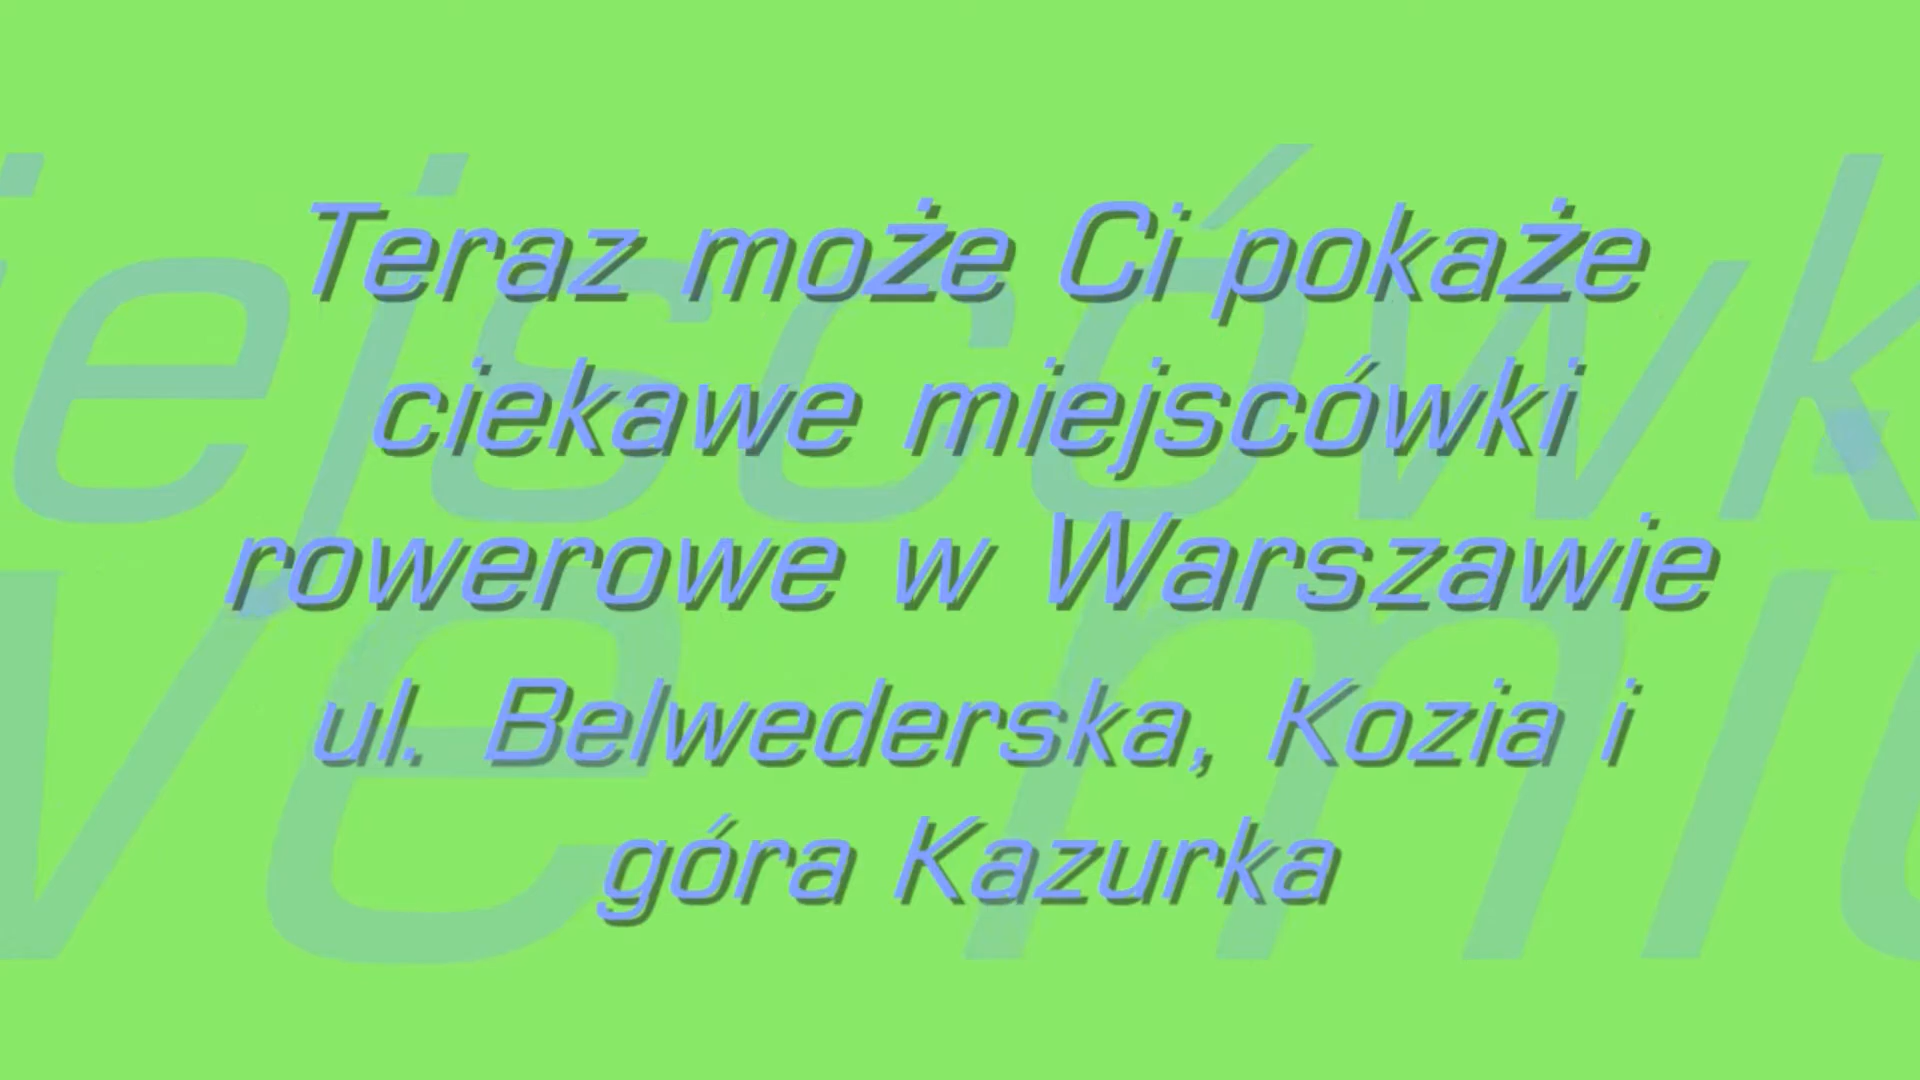 Teraz może Ci pokaże
ciekawe miejscówki
rowerowe w Warszawie
ul. Belwederska, Kozia i
góra Kazurka